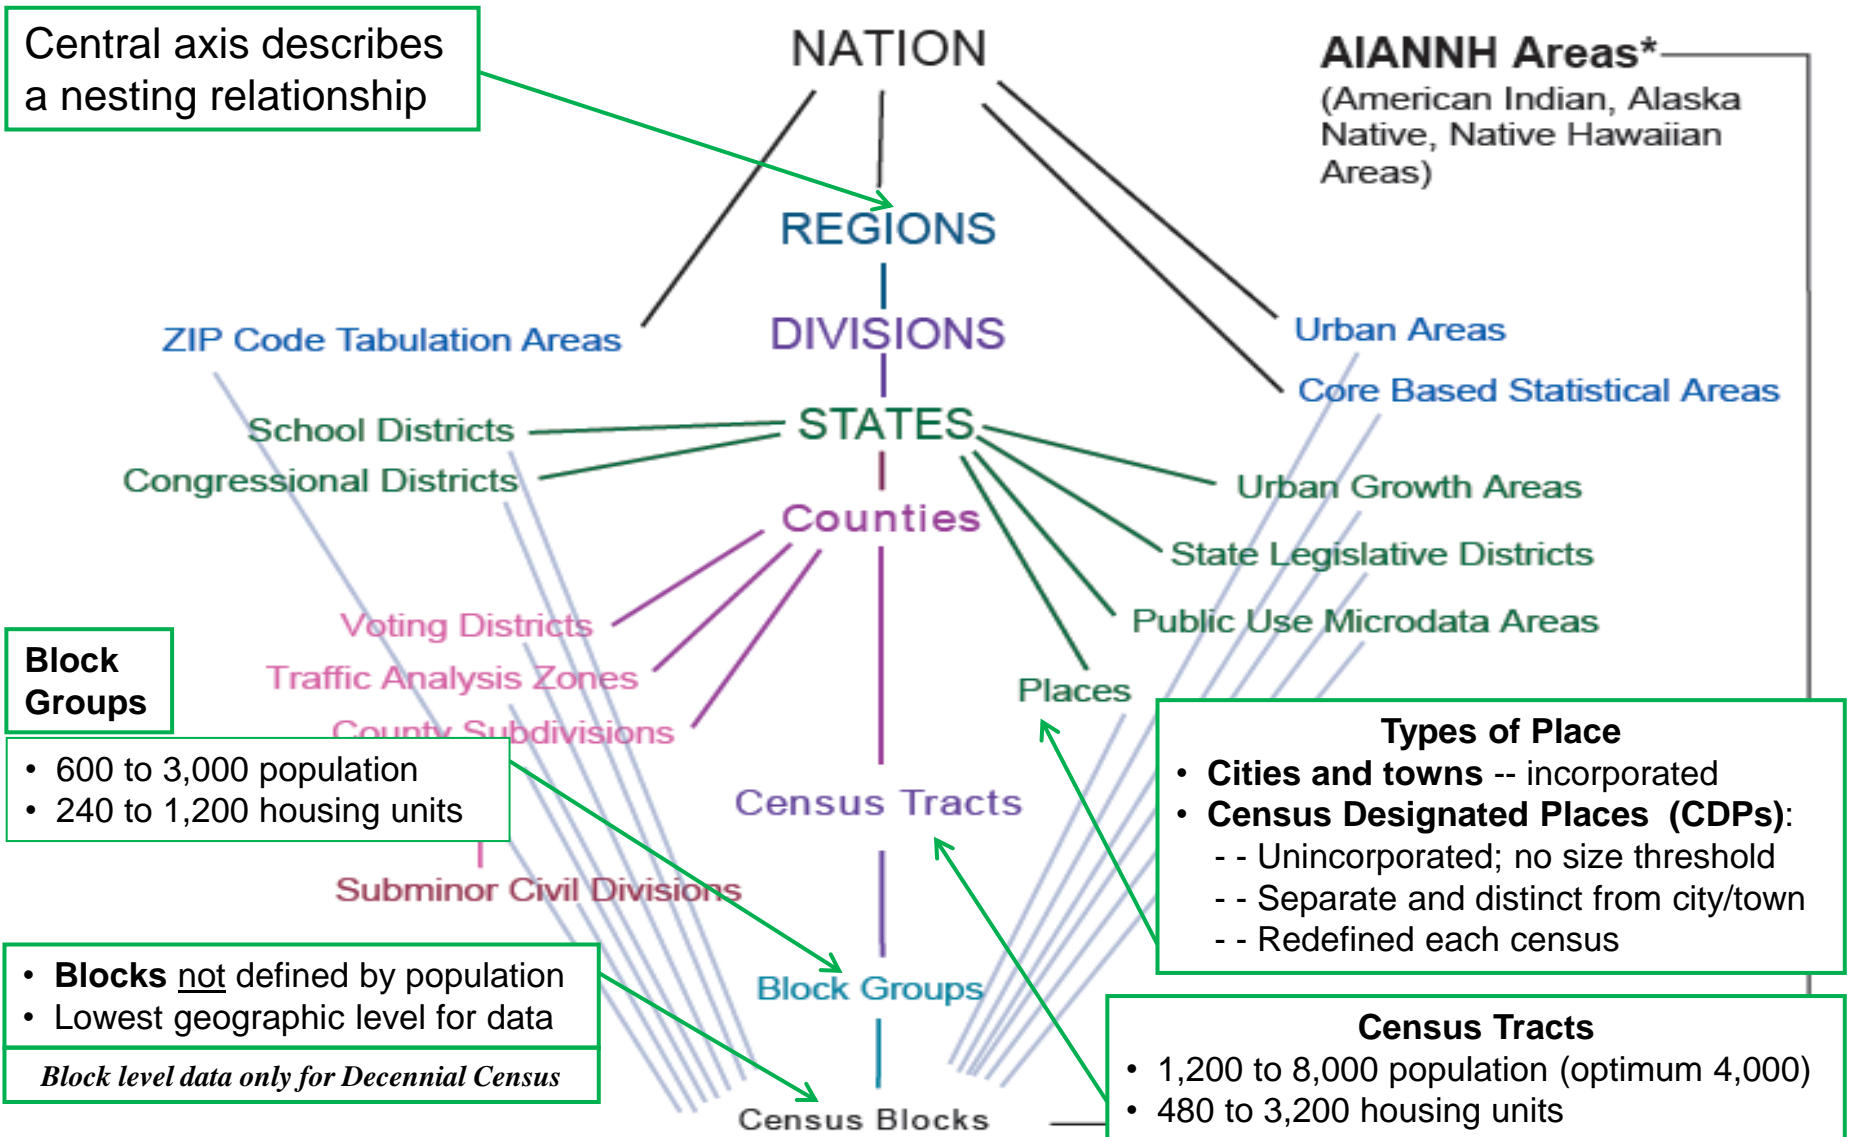 Central axis describes
a nesting relationship
NATION
AIANNH Areas*
(American Indian, Alaska
Native, Native Hawaiian
Areas)
REGIONS
DIVISIONS
ZIP Code Tabulation Areas
Urban Areas
Core Based Statistical Areas
STATES
School Districts
Congressional Districts
Urban Growth Areas
Counties
State Legislative Districts
Voting Districts
Public Use Microdata Areas
Traffic Analysis Zones
Places
County Subdivisions
Block
Groups
• 600 to 3,000 population
• 240 to 1,200 housing units
Types of Place
• Cities and towns -- incorporated
• Census Designated Places (CDPs):
- - Unincorporated; no size threshold
- - Separate and distinct from city/town
- - Redefined each census
Census Tracts
Subminor Civil Divisions
• Blocks not defined by population
• Lowest geographic level for data
Block level data only for Decennial Census
Block Groups
Census Tracts
• 1,200 to 8,000 population (optimum 4,000)
• 480 to 3,200 housing units
Census Blocks